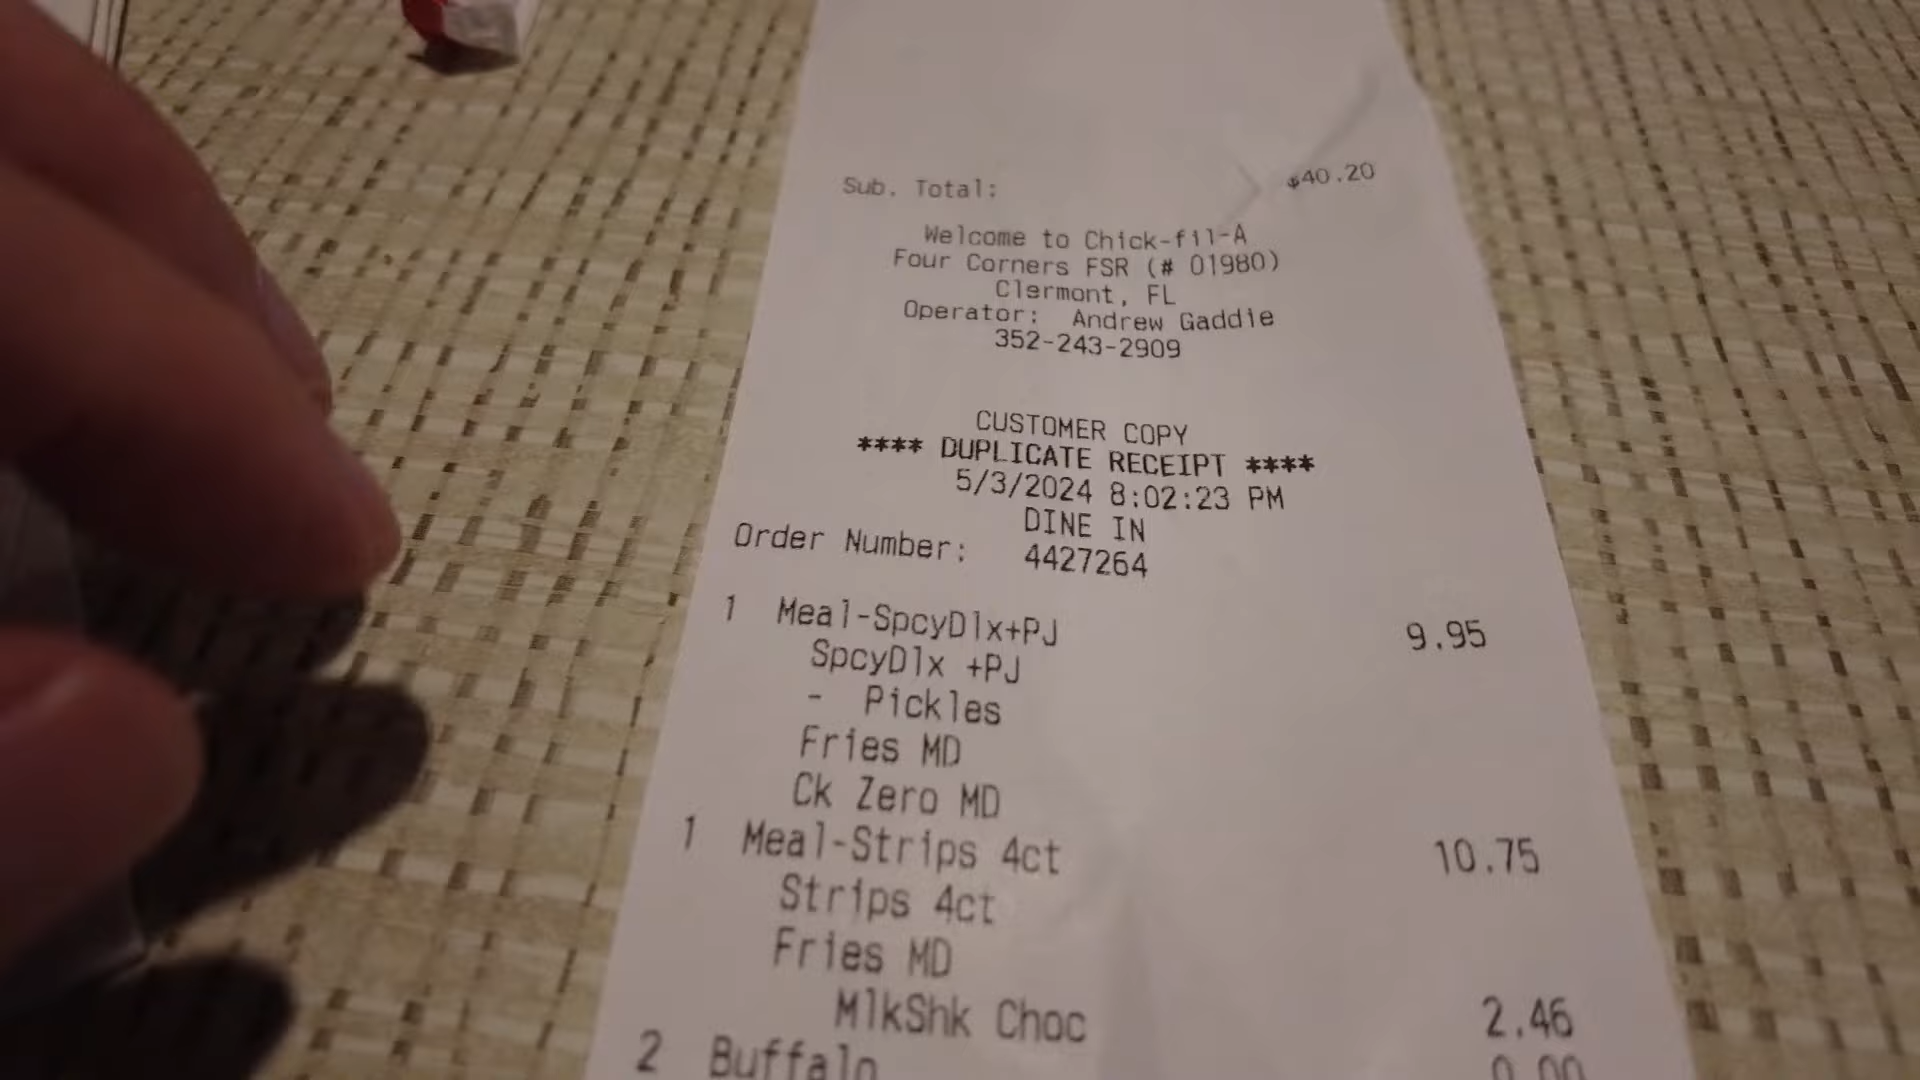 Sub. Total: $40.20
Welcome to Chick-fil-A
Four Corners FSR (# 01980)
Clermont, FL
Operator: Andrew Gaddie
352-243-2909
CUSTOMER COPY
**** DUPLICATE RECEIPT ****
5/3/2024 8:02:23 PM
DINE IN
Order Number: 4427264
1 Meal-SpcyDlx+PJ 9.95
SpcyDlx +PJ
- Pickles
Fries MD
Ck Zero MD
1 Meal-Strips 4ct 10.75
Strips 4ct
Fries MD
MlkShk Choc 2.46
2 Buffalo 0.00